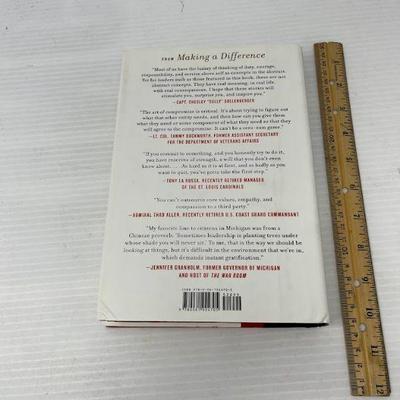 FROM Making a Difference
"Most of us have the luxury of thinking of duty, courage,
responsibility, and service above self as concepts in the abstract.
Yet for leaders such as those featured in this book, these are not
abstract concepts. They have real meaning, in real life,
with real consequences. I hope that these stories will
stimulate you, surprise you, and inspire you."
—CAPT. CHESLEY "SULLY" SULLENBERGER
"The art of compromise is critical. It's about trying to figure out
what that other entity needs, and then how can you give them
what they need or some component of what they need so that they
will agree to the compromise. It can't be a zero-sum game."
—LT. COL. TAMMY DUCKWORTH, FORMER ASSISTANT SECRETARY
FOR THE DEPARTMENT OF VETERANS AFFAIRS
"If you commit to something, and you honestly try to do it,
you have reserves of strength, a will that you don't even
know about. . . . As hard as it is at first, and as badly as you
want to quit, you've gotta take the first step."
—TONY LA RUSSA, RECENTLY RETIRED MANAGER
OF THE ST. LOUIS CARDINALS
"You can't outsource core values, empathy, and
compassion to a third party."
—ADMIRAL THAD ALLEN, RECENTLY RETIRED U.S. COAST GUARD COMMANDANT
"My favorite line to citizens in Michigan was from a
Chinese proverb. 'Sometimes leadership is planting trees under
whose shade you will never sit.' To me, that is the way we should be
looking at things, but it's difficult in the environment that we're in,
which demands instant gratification."
—JENNIFER GRANHOLM, FORMER GOVERNOR OF MICHIGAN
AND HOST OF THE WAR ROOM
1
2
3
4
5
6
7
8
9
10
11
12